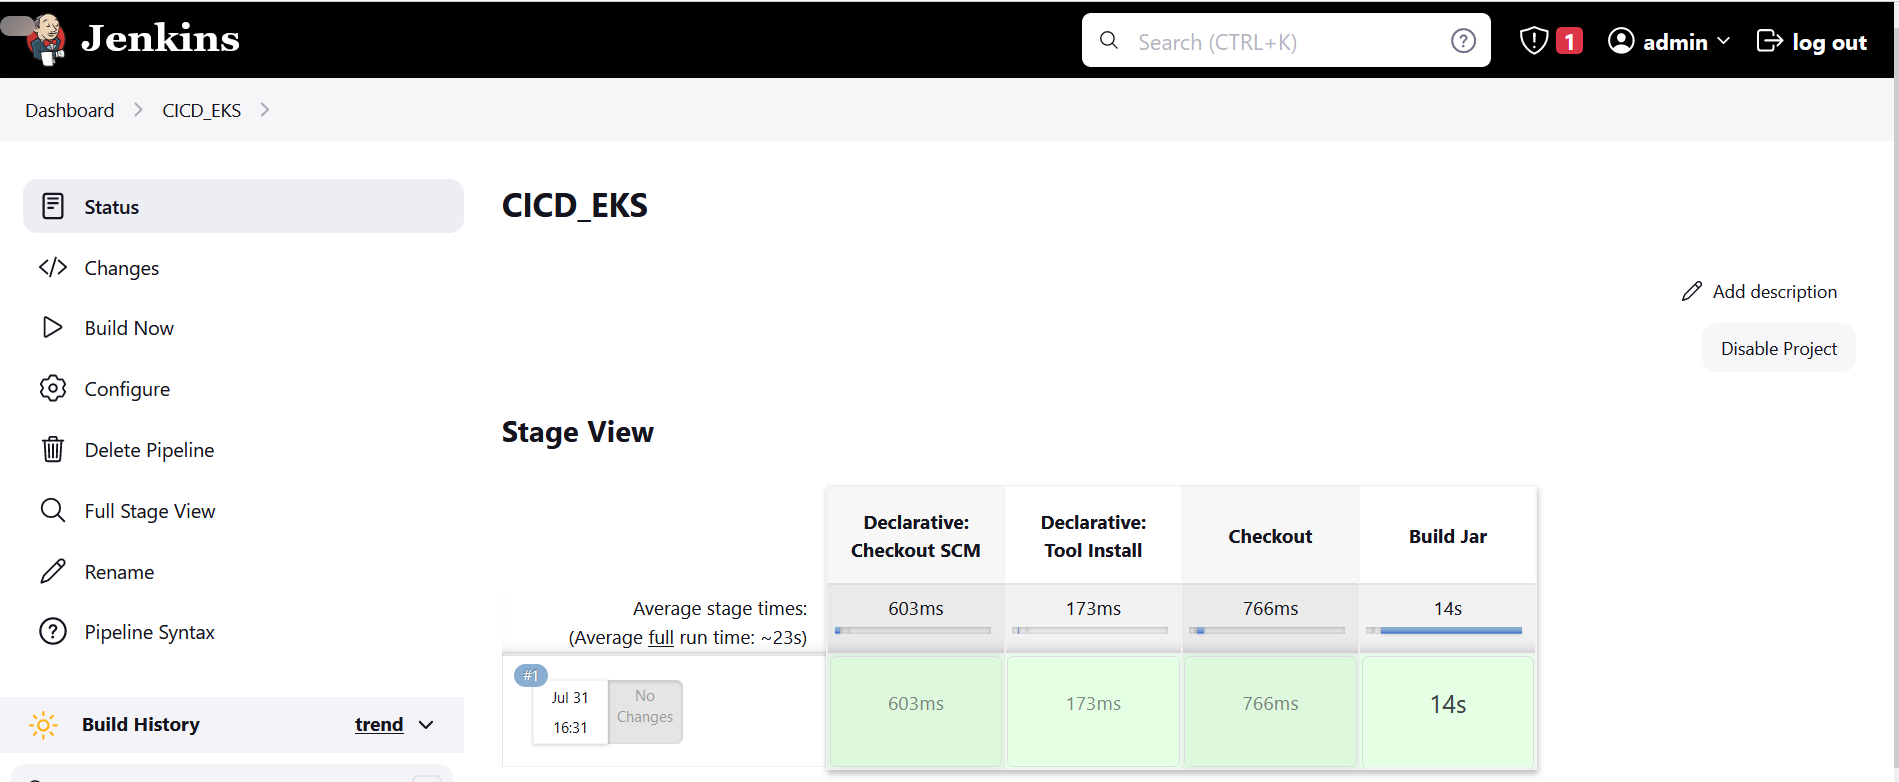 Jenkins
Search (CTRL+K)
1
admin
log out
Dashboard
CICD_EKS
Status
Changes
Build Now
Configure
Delete Pipeline
Full Stage View
Rename
Pipeline Syntax
Build History
trend
CICD_EKS
Add description
Disable Project
Stage View
Declarative:
Checkout SCM
Declarative:
Tool Install
Checkout
Build Jar
Average stage times:
(Average full run time: ~23s)
603ms
173ms
766ms
14s
#1
Jul 31
16:31
No
Changes
603ms
173ms
766ms
14s